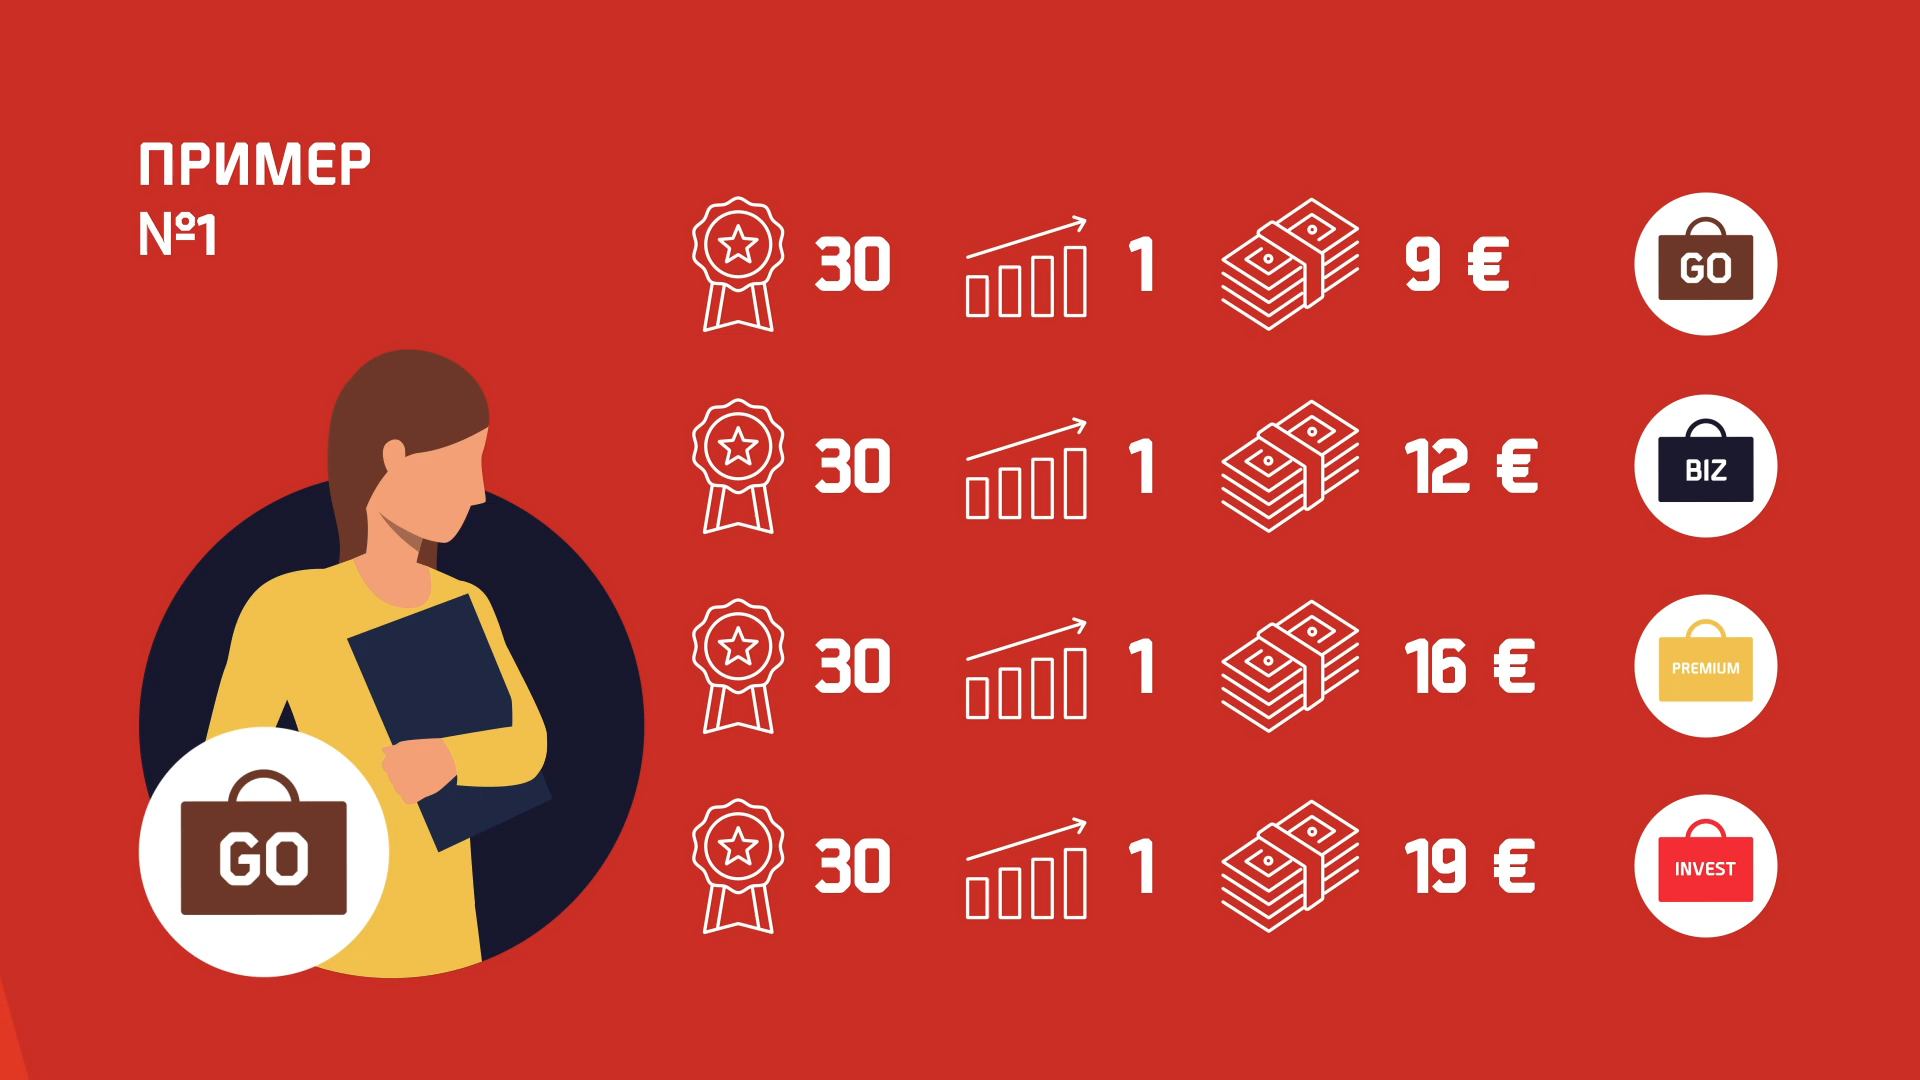 ПРИМЕР
№1
30 1 9 € GO
30 1 12 € BIZ
30 1 16 € PREMIUM
30 1 19 € INVEST
GO